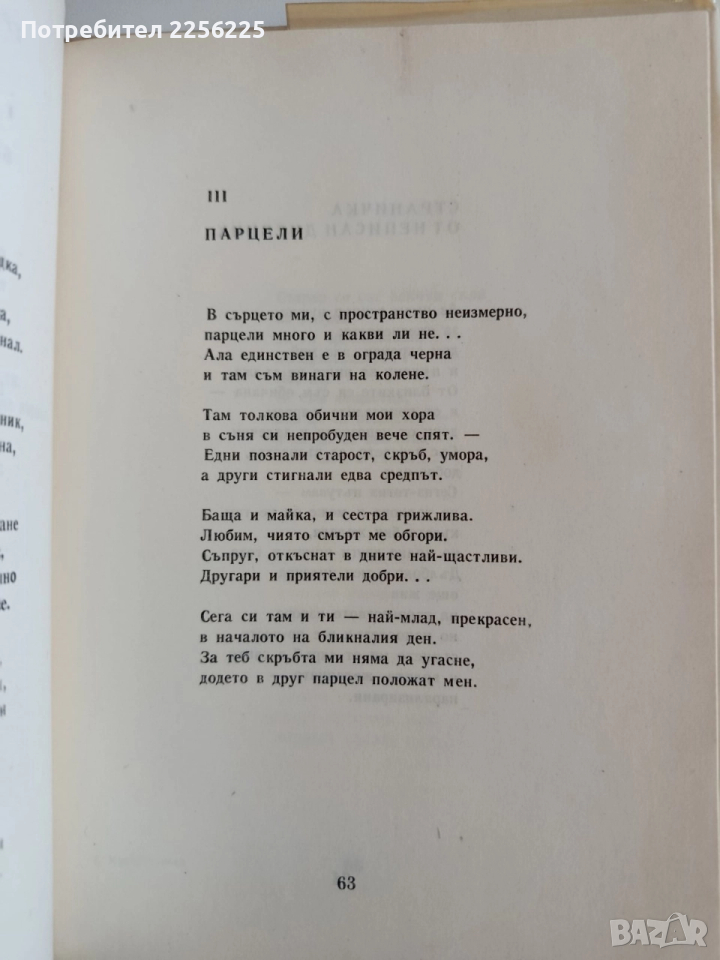 Потребител 2256225
III
ПАРЦЕЛИ
В сърцето ми, с пространство неизмерно,
парцели много и какви ли не...
Ала единствен е в ограда черна
и там съм винаги на колене.
Там толкова обични мои хора
в съня си непробуден вече спят. —
Едни познали старост, скръб, умора,
а други стигнали едва средпът.
Баща и майка, и сестра грижлива.
Любим, чиято смърт ме обгори.
Съпруг, откъснат в дните най-щастливи.
Другари и приятели добри...
Сега си там и ти — най-млад, прекрасен,
в началото на бликналия ден.
За теб скръбта ми няма да угасне,
додето в друг парцел положат мен.
63
BAZAR